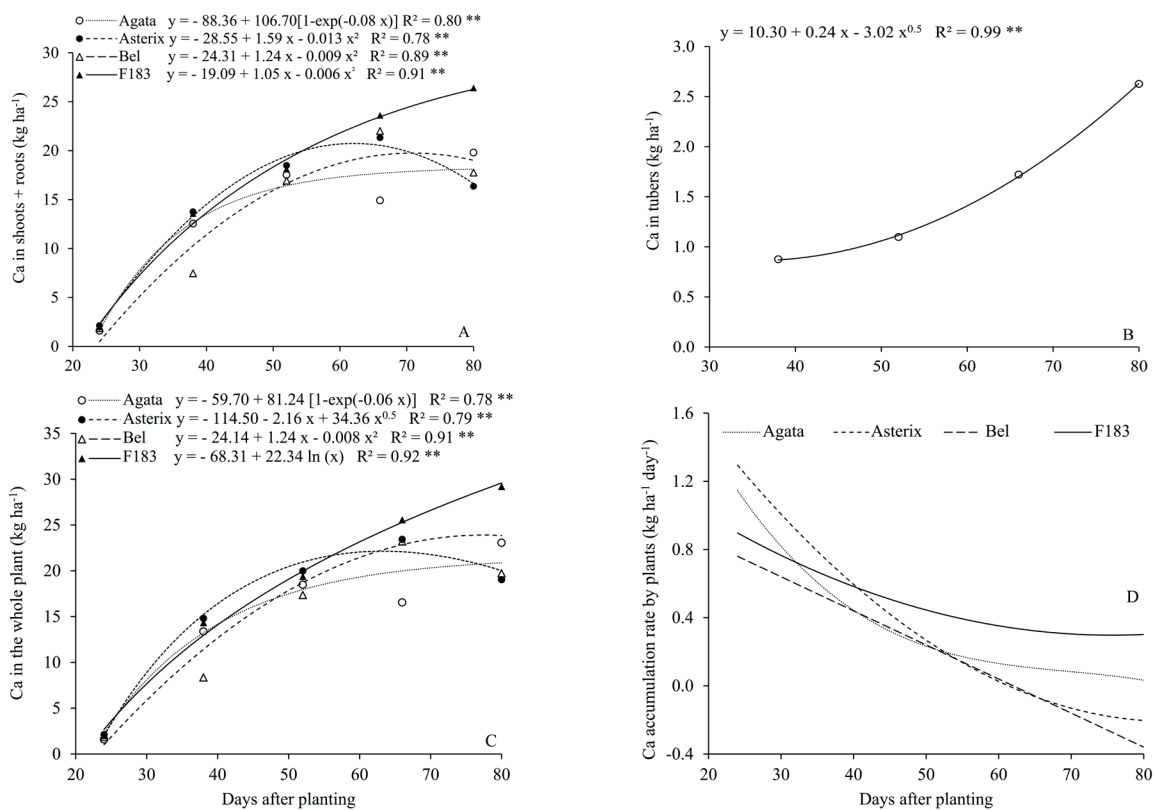 Agata y = - 88.36 + 106.70[1-exp(-0.08 x)] R² = 0.80 **
Asterix y = - 28.55 + 1.59 x - 0.013 x² R² = 0.78 **
Bel y = - 24.31 + 1.24 x - 0.009 x² R² = 0.89 **
F183 y = - 19.09 + 1.05 x - 0.006 x² R² = 0.91 **
Ca in shoots + roots (kg ha⁻¹)
30
25
20
15
10
5
0
A
20 30 40 50 60 70 80
y = 10.30 + 0.24 x - 3.02 x⁰·⁵ R² = 0.99 **
Ca in tubers (kg ha⁻¹)
3.0
2.5
2.0
1.5
1.0
0.5
0.0
B
30 40 50 60 70 80
Agata y = - 59.70 + 81.24 [1-exp(-0.06 x)] R² = 0.78 **
Asterix y = - 114.50 - 2.16 x + 34.36 x⁰·⁵ R² = 0.79 **
Bel y = - 24.14 + 1.24 x - 0.008 x² R² = 0.91 **
F183 y = - 68.31 + 22.34 ln (x) R² = 0.92 **
Ca in the whole plant (kg ha⁻¹)
35
30
25
20
15
10
5
0
C
20 30 40 50 60 70 80
Days after planting
Ca accumulation rate by plants (kg ha⁻¹ day⁻¹)
1.6
Agata Asterix Bel F183
1.2
0.8
D
0.4
0.0
-0.4
20 30 40 50 60 70 80
Days after planting